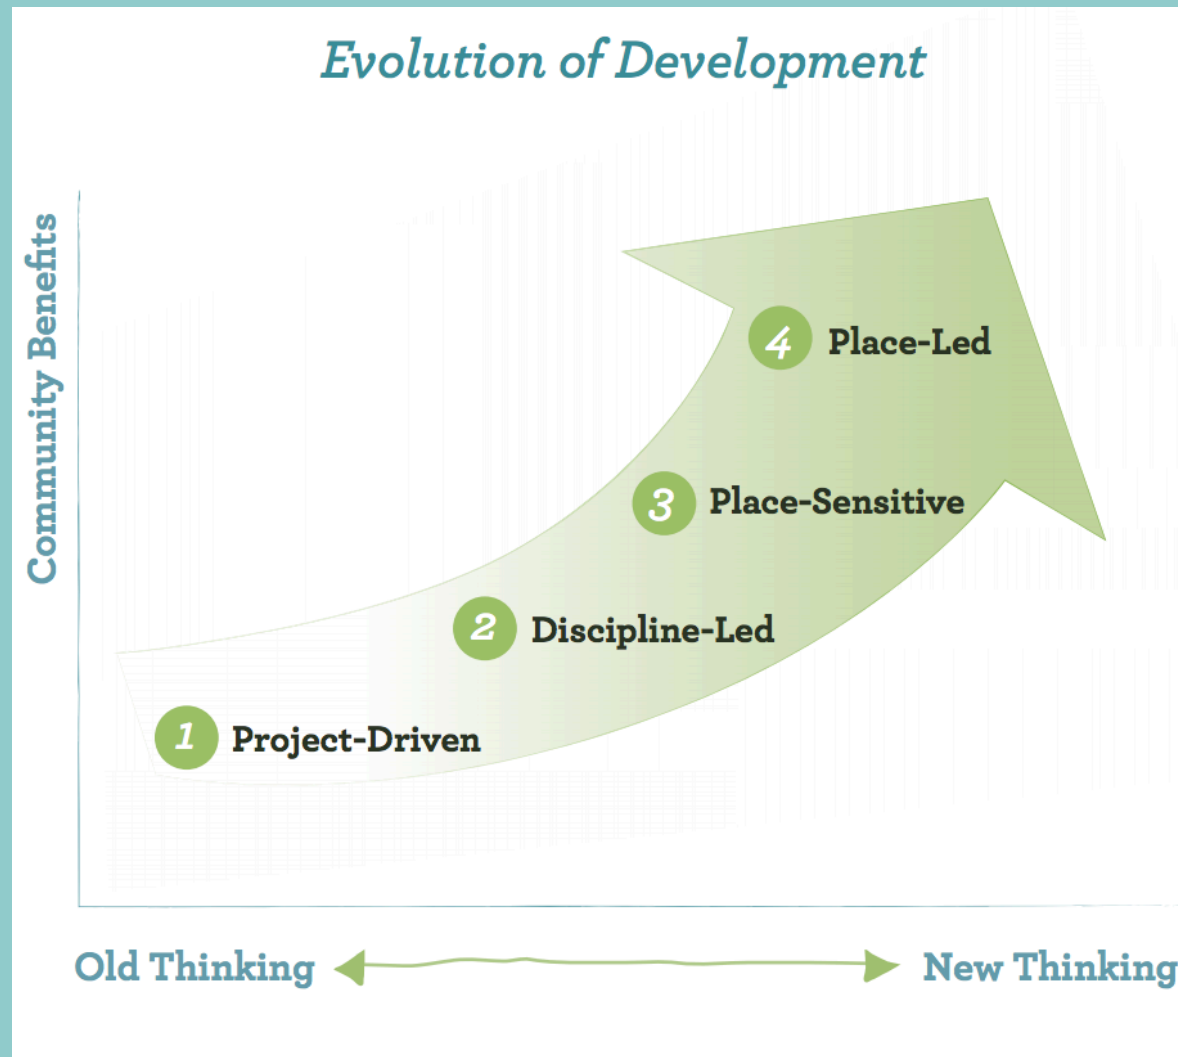 Evolution of Development
Community Benefits
4 Place-Led
3 Place-Sensitive
2 Discipline-Led
1 Project-Driven
Old Thinking
New Thinking